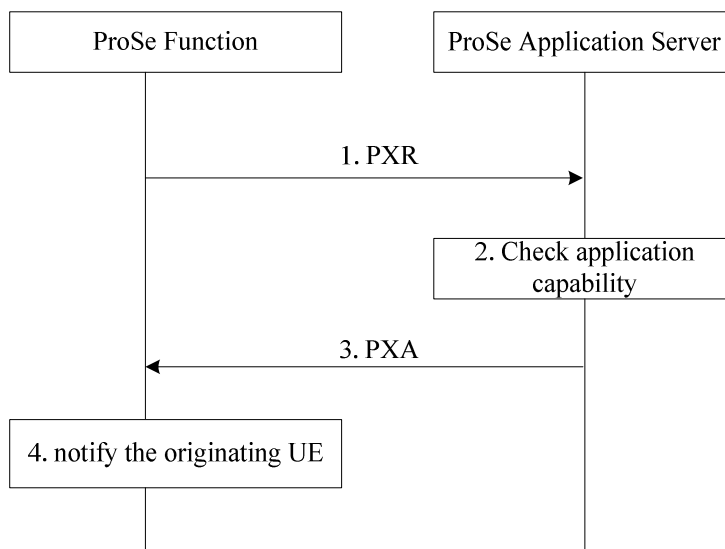 ProSe Function
ProSe Application Server
1. PXR
2. Check application
capability
3. PXA
4. notify the originating UE